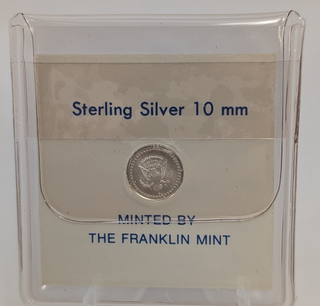 Sterling Silver 10 mm
MINTED BY
THE FRANKLIN MINT